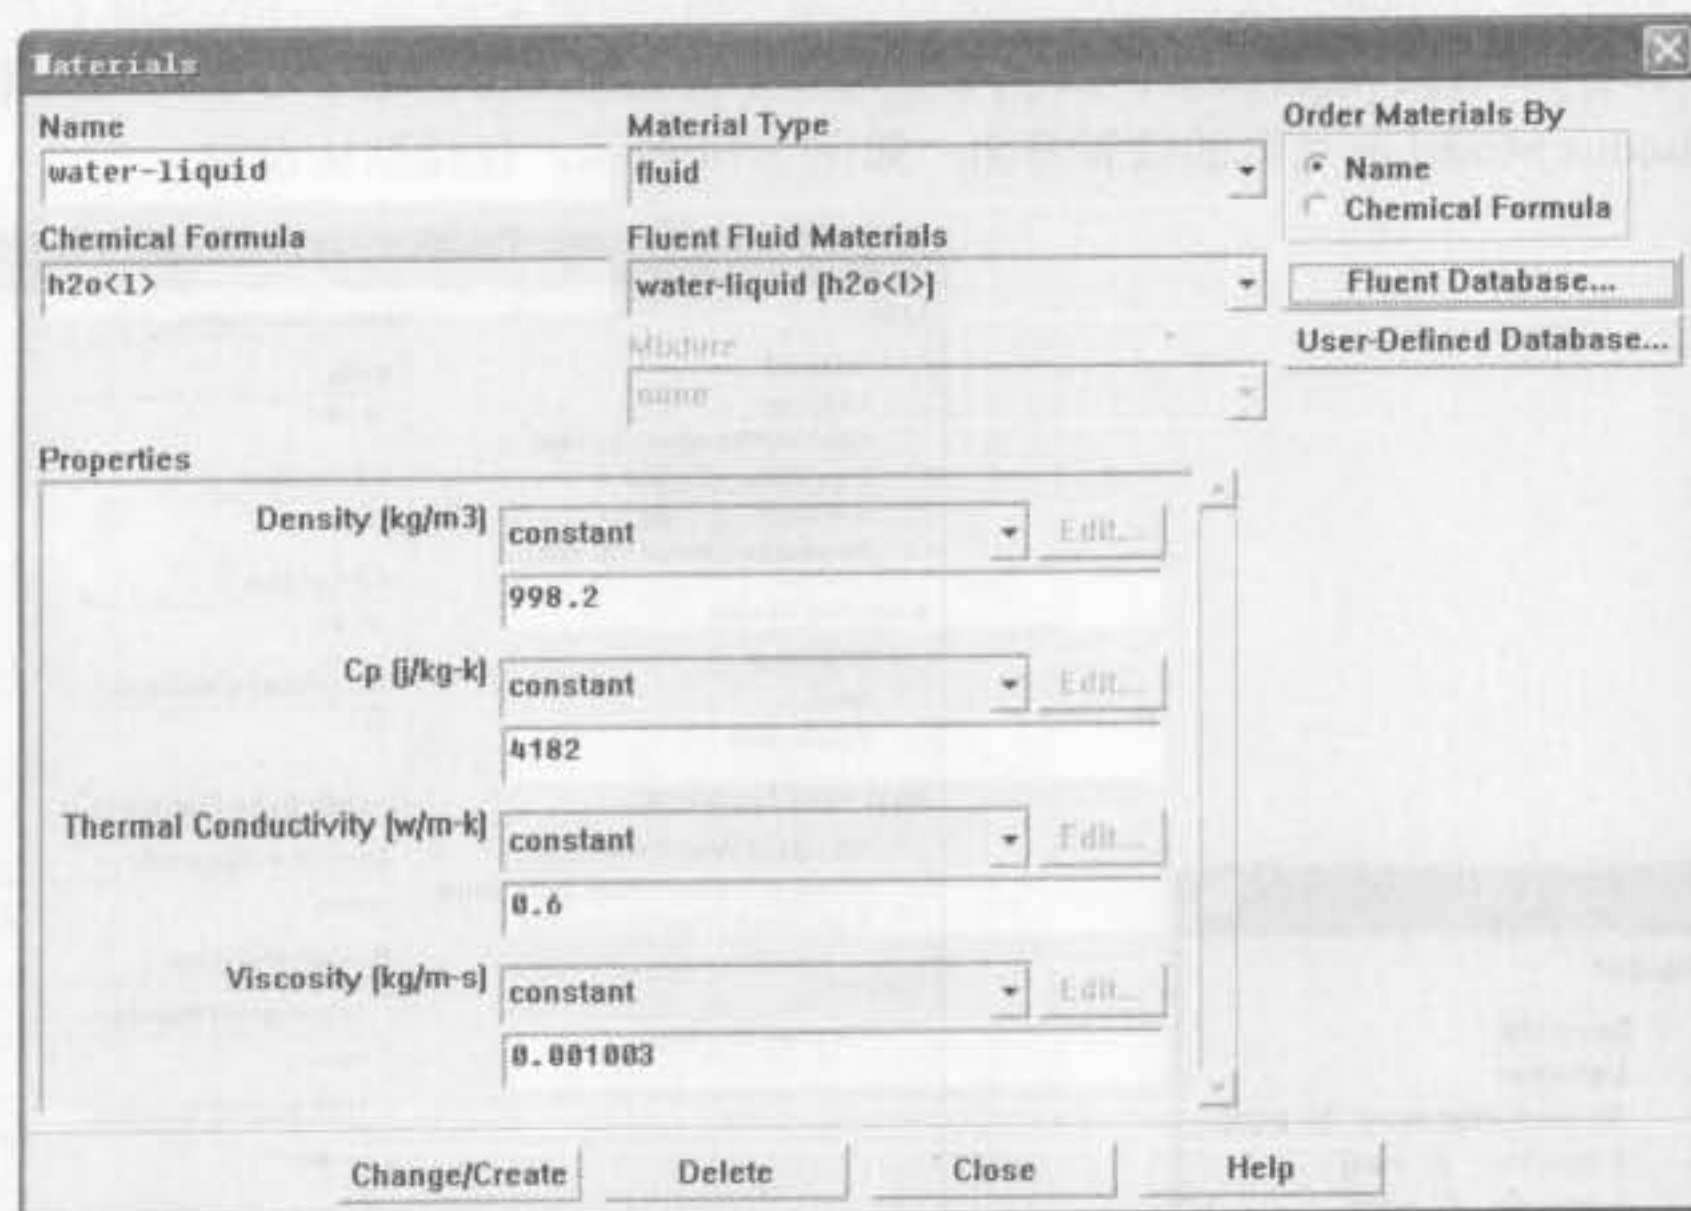 Materials
Name
water-liquid
Material Type
fluid
Order Materials By
Name
Chemical Formula
Chemical Formula
h2o<l>
Fluent Fluid Materials
water-liquid (h2o<l>)
Fluent Database...
User-Defined Database...
Mixture
none
Properties
Density (kg/m3) constant Edit...
998.2
Cp (j/kg-k) constant Edit...
4182
Thermal Conductivity (w/m-k) constant Edit...
0.6
Viscosity (kg/m-s) constant Edit...
0.001003
Change/Create Delete Close Help